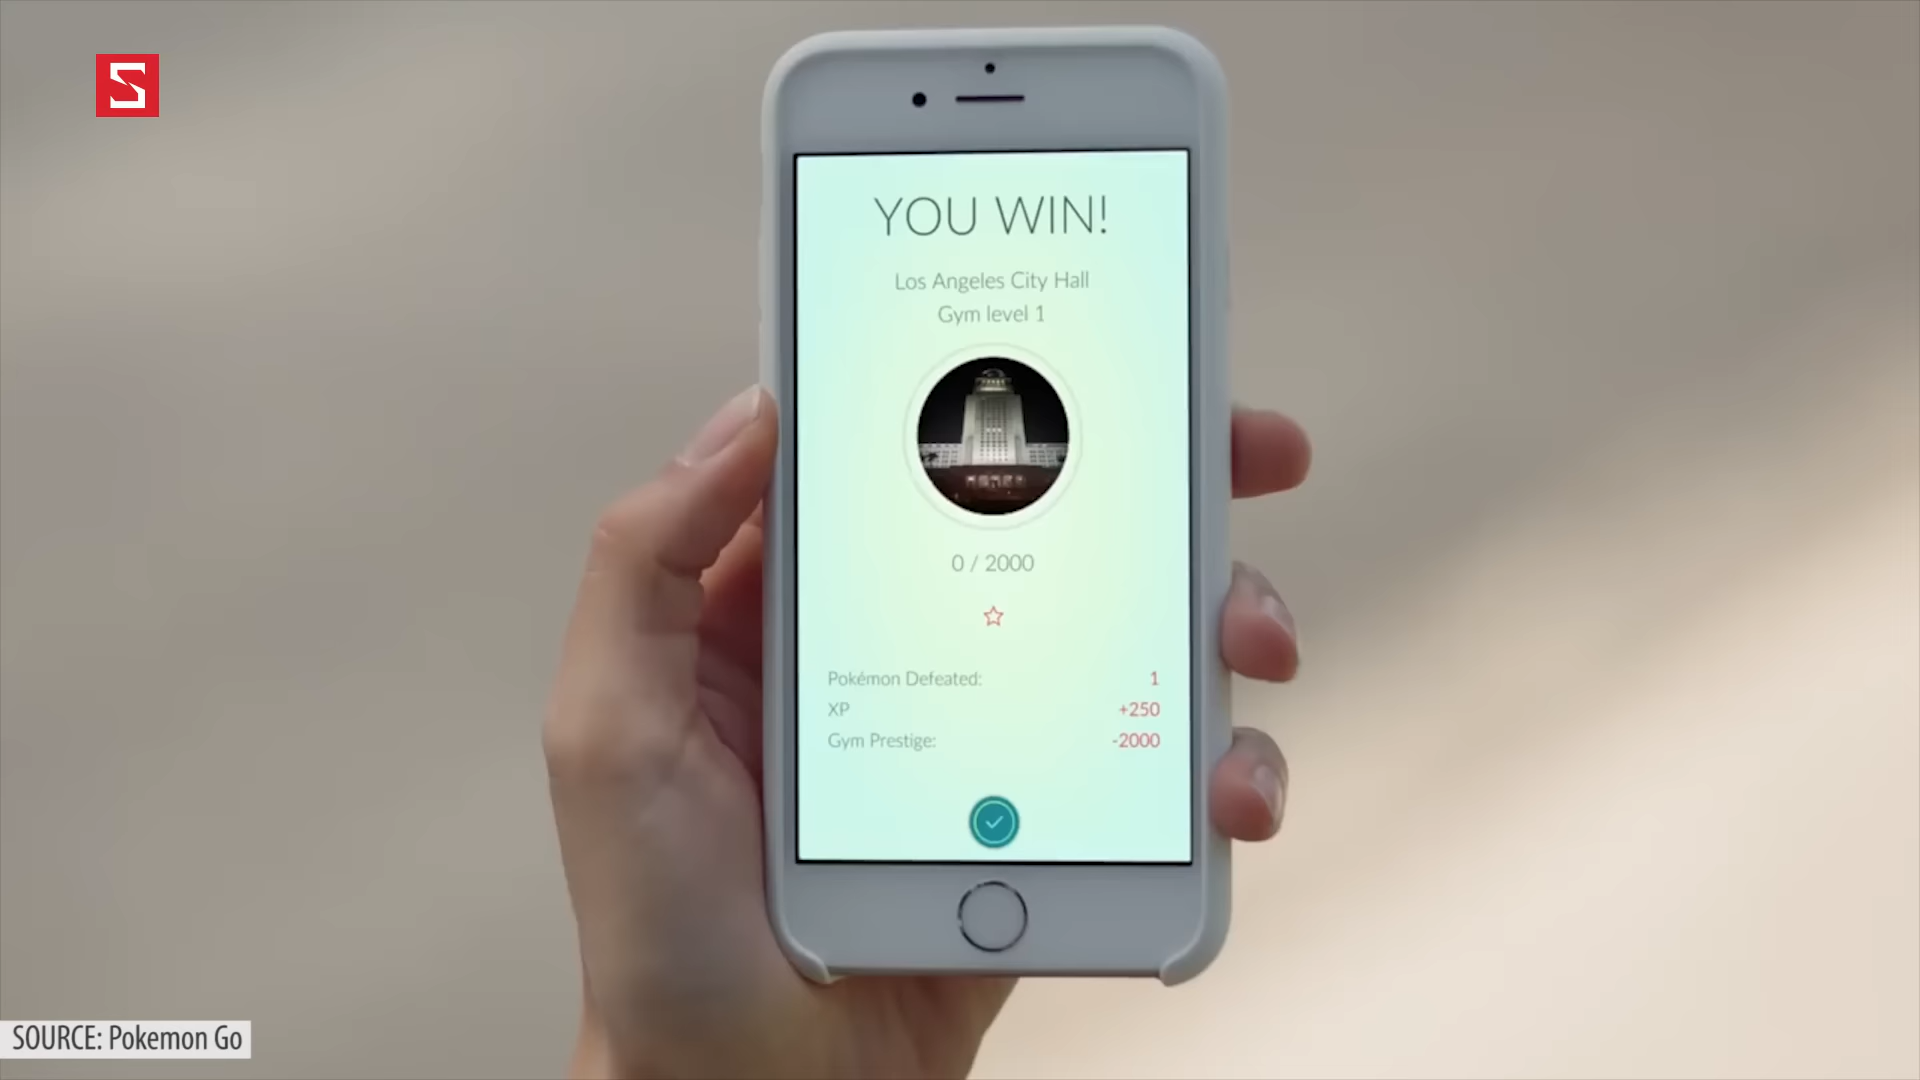 S
YOU WIN!
Los Angeles City Hall
Gym level 1
0 / 2000
Pokémon Defeated: 1
XP +250
Gym Prestige: -2000
SOURCE: Pokemon Go